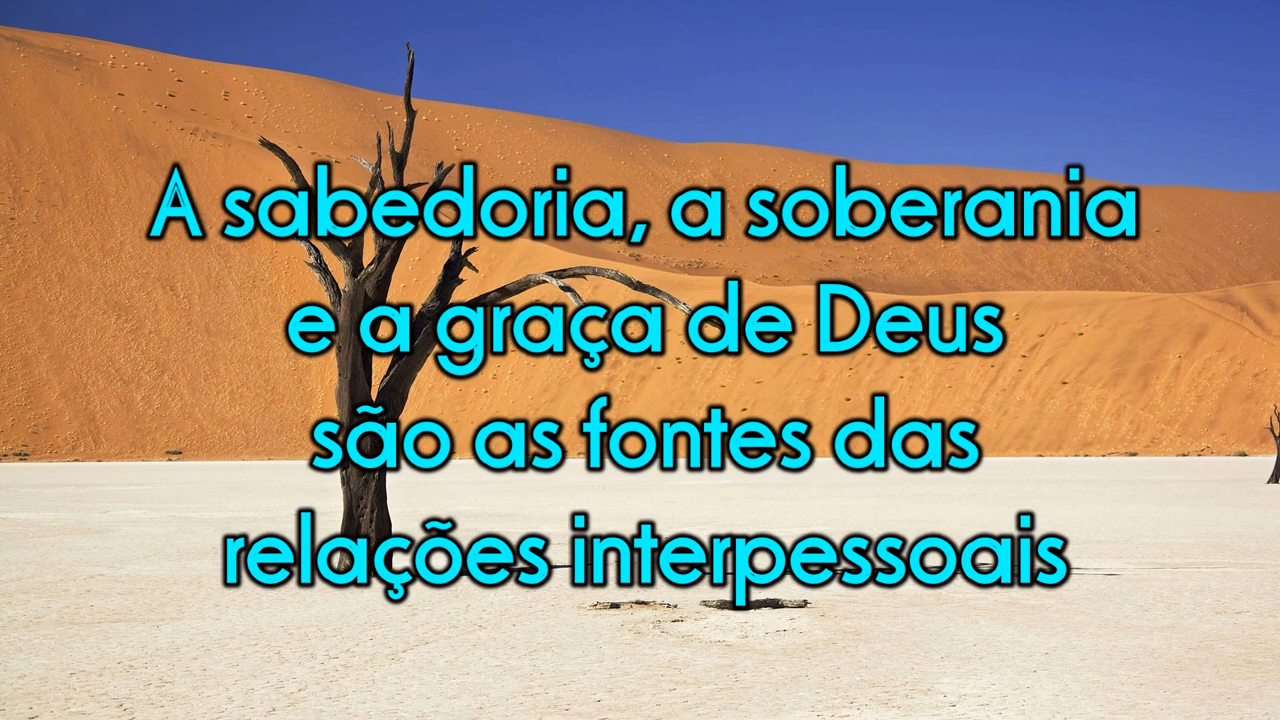 A sabedoria, a soberania
e a graça de Deus
são as fontes das
relações interpessoais